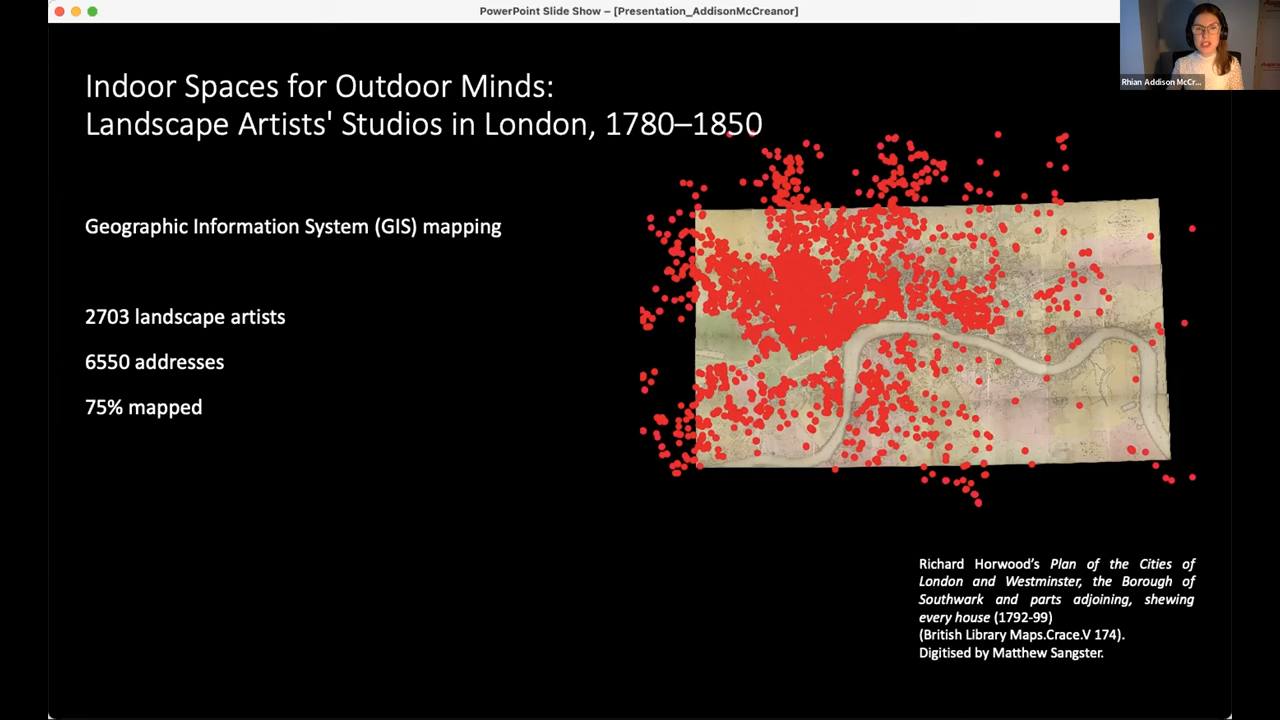 PowerPoint Slide Show – [Presentation_AddisonMcCreanor]
Rhian Addison McCr...
Indoor Spaces for Outdoor Minds:
Landscape Artists' Studios in London, 1780–1850
Geographic Information System (GIS) mapping
2703 landscape artists
6550 addresses
75% mapped
Richard Horwood’s Plan of the Cities of
London and Westminster, the Borough of
Southwark and parts adjoining, shewing
every house (1792-99)
(British Library Maps.Crace.V 174).
Digitised by Matthew Sangster.